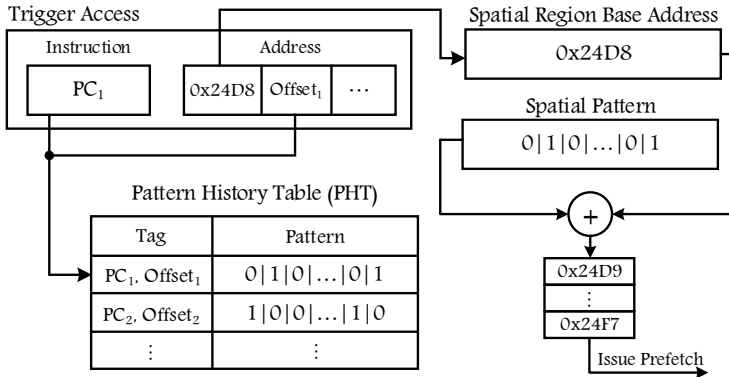 Trigger Access
Instruction
Address
PC₁
0x24D8
Offset₁
...
Spatial Region Base Address
0x24D8
Spatial Pattern
0|1|0|...|0|1
+
Pattern History Table (PHT)
Tag
Pattern
PC₁, Offset₁
0|1|0|...|0|1
PC₂, Offset₂
1|0|0|...|1|0
⋮
⋮
0x24D9
⋮
0x24F7
Issue Prefetch